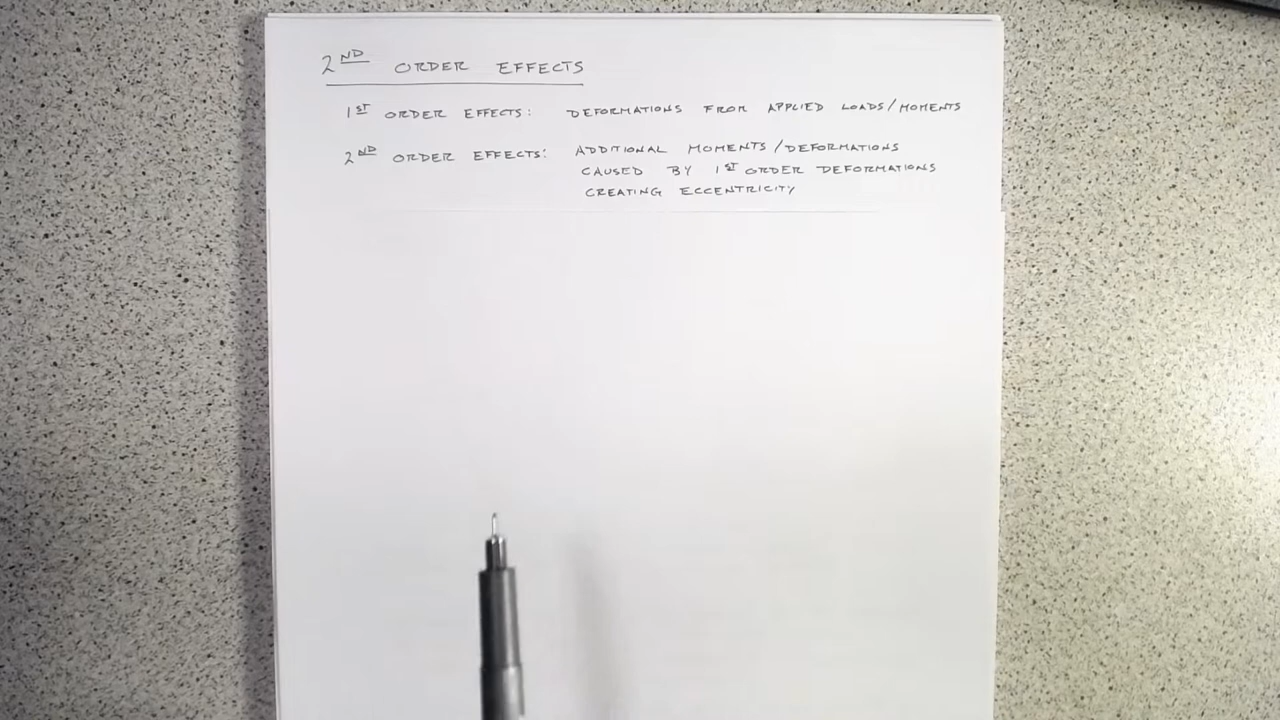 2ND ORDER EFFECTS
1ST ORDER EFFECTS: DEFORMATIONS FROM APPLIED LOADS/MOMENTS
2ND ORDER EFFECTS: ADDITIONAL MOMENTS/DEFORMATIONS
CAUSED BY 1ST ORDER DEFORMATIONS
CREATING ECCENTRICITY